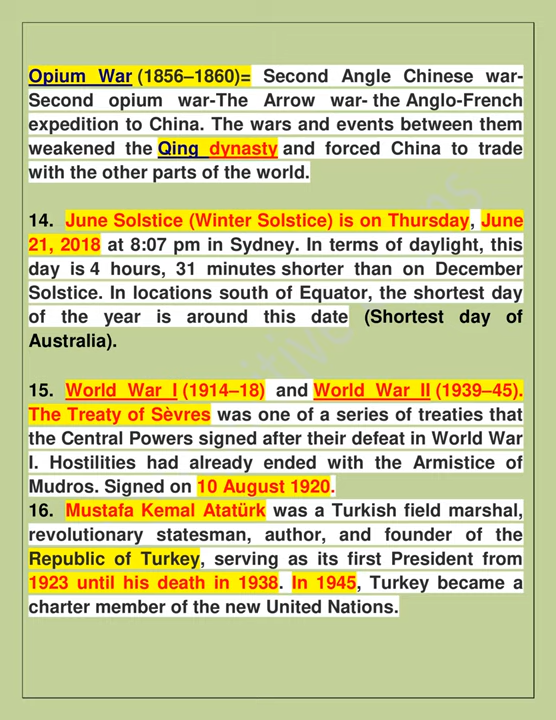 Opium War (1856–1860)= Second Angle Chinese war-
Second opium war-The Arrow war- the Anglo-French
expedition to China. The wars and events between them
weakened the Qing dynasty and forced China to trade
with the other parts of the world.
14. June Solstice (Winter Solstice) is on Thursday, June
21, 2018 at 8:07 pm in Sydney. In terms of daylight, this
day is 4 hours, 31 minutes shorter than on December
Solstice. In locations south of Equator, the shortest day
of the year is around this date (Shortest day of
Australia).
15. World War I (1914–18) and World War II (1939–45).
The Treaty of Sèvres was one of a series of treaties that
the Central Powers signed after their defeat in World War
I. Hostilities had already ended with the Armistice of
Mudros. Signed on 10 August 1920.
16. Mustafa Kemal Atatürk was a Turkish field marshal,
revolutionary statesman, author, and founder of the
Republic of Turkey, serving as its first President from
1923 until his death in 1938. In 1945, Turkey became a
charter member of the new United Nations.